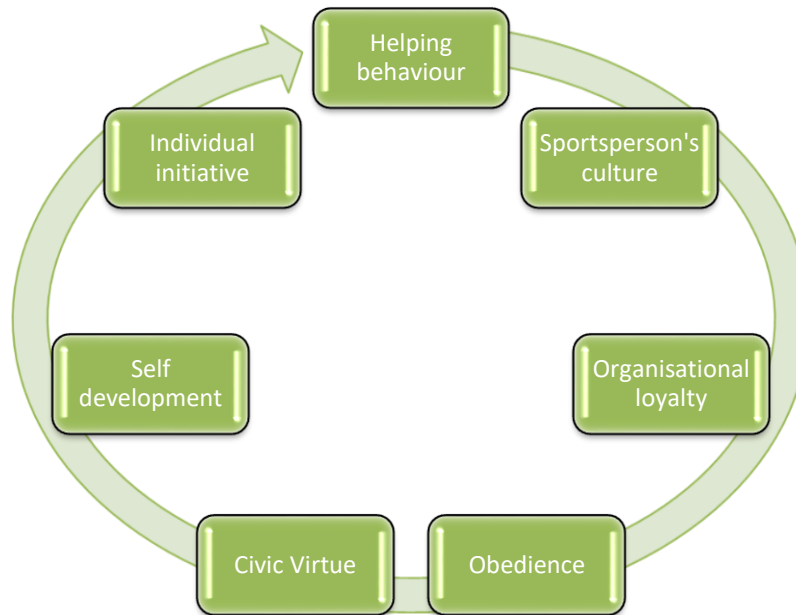 Helping
behaviour
Sportsperson's
culture
Organisational
loyalty
Obedience
Civic Virtue
Self
development
Individual
initiative